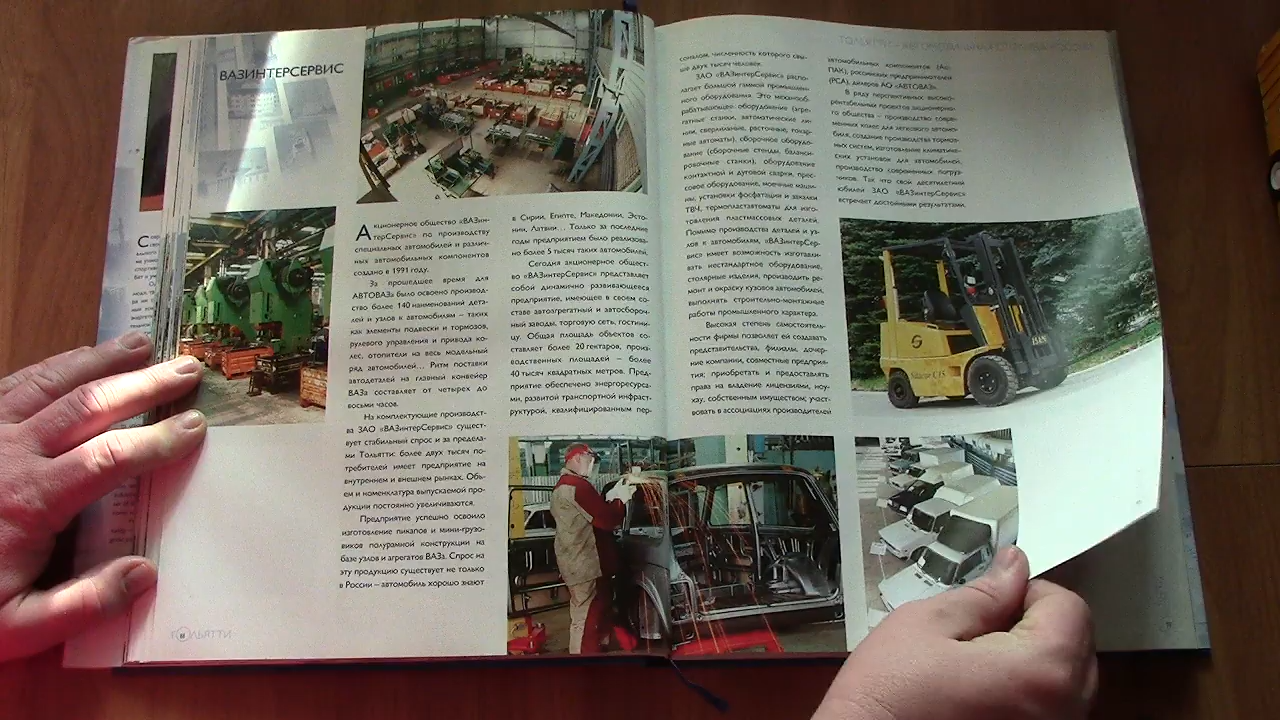 ВАЗИНТЕРСЕРВИС
Акционерное общество «ВАЗин-
терСервис» по производству
специальных автомобилей и различ-
ных автомобильных компонентов
создано в 1991 году.
За прошедшее время для
АВТОВАЗа было освоено производ-
ство более 140 наименований дета-
лей и узлов к автомобилям – таких
как элементы подвески и тормозов,
рулевого управления и привода ко-
лес, отопители на весь модельный
ряд автомобилей... Ритм поставки
автодеталей на главный конвейер
ВАЗа составляет от четырех до
восьми часов.
На комплектующие производст-
ва ЗАО «ВАЗинтерСервис» сущест-
вует стабильный спрос и за предела-
ми Тольятти: более двух тысяч по-
требителей имеет предприятие на
внутреннем и внешнем рынках. Объ-
ем и номенклатура выпускаемой про-
дукции постоянно увеличиваются.
Предприятие успешно освоило
изготовление пикапов и мини-грузо-
виков полурамной конструкции на
базе узлов и агрегатов ВАЗа. Спрос на
эту продукцию существует не только
в России – автомобиль хорошо знают
в Сирии, Египте, Македонии, Эсто-
нии, Латвии... Только за последние
годы предприятием было реализова-
но более 5 тысяч таких автомобилей.
Сегодня акционерное общест-
во «ВАЗинтерСервис» представляет
собой динамично развивающееся
предприятие, имеющее в своем со-
ставе автоагрегатный и автосбороч-
ный заводы, торговую сеть, гостини-
цу. Общая площадь объектов со-
ставляет более 20 гектаров, произ-
водственных площадей – более
40 тысяч квадратных метров. Пред-
приятие обеспечено энергоресурса-
ми, развитой транспортной инфраст-
руктурой, квалифицированным пер-
соналом, численность которого свы-
ше двух тысяч человек.
ЗАО «ВАЗинтерСервис» распо-
лагает большой гаммой промышлен-
ного оборудования. Это механооб-
рабатывающее оборудование (агре-
гатные станки, автоматические ли-
нии, сверлильные, расточные, токар-
ные автоматы), сборочное оборудо-
вание (сборочные стенды, баланси-
ровочные станки), оборудование
контактной и дуговой сварки, прес-
совое оборудование, моечные маши-
ны, установки фосфатации и закалки
ТВЧ, термопластавтоматы для изго-
товления пластмассовых деталей.
Помимо производства деталей и уз-
лов к автомобилям, «ВАЗинтерСер-
вис» имеет возможность изготавли-
вать нестандартное оборудование,
столярные изделия, производить ре-
монт и окраску кузовов автомобилей,
выполнять строительно-монтажные
работы промышленного характера.
Высокая степень самостоятель-
ности фирмы позволяет ей создавать
представительства, филиалы, дочер-
ние компании, совместные предприя-
тия; приобретать и предоставлять
права на владение лицензиями, ноу-
хау, собственным имуществом; участ-
вовать в ассоциациях производителей
автомобильных компонентов (Ас-
ПАК), российских предпринимателей
(РСА), дилеров АО «АВТОВАЗ».
В ряду перспективных высоко-
рентабельных проектов акционерно-
го общества – производство совре-
менных колес для легкового автомо-
биля, создание производства тормоз-
ных систем, изготовление климатиче-
ских установок для автомобилей,
производство современных погруз-
чиков. Так что свой десятилетний
юбилей ЗАО «ВАЗинтерСервис»
встречает достойными результатами.
ТОЛЬЯТТИ